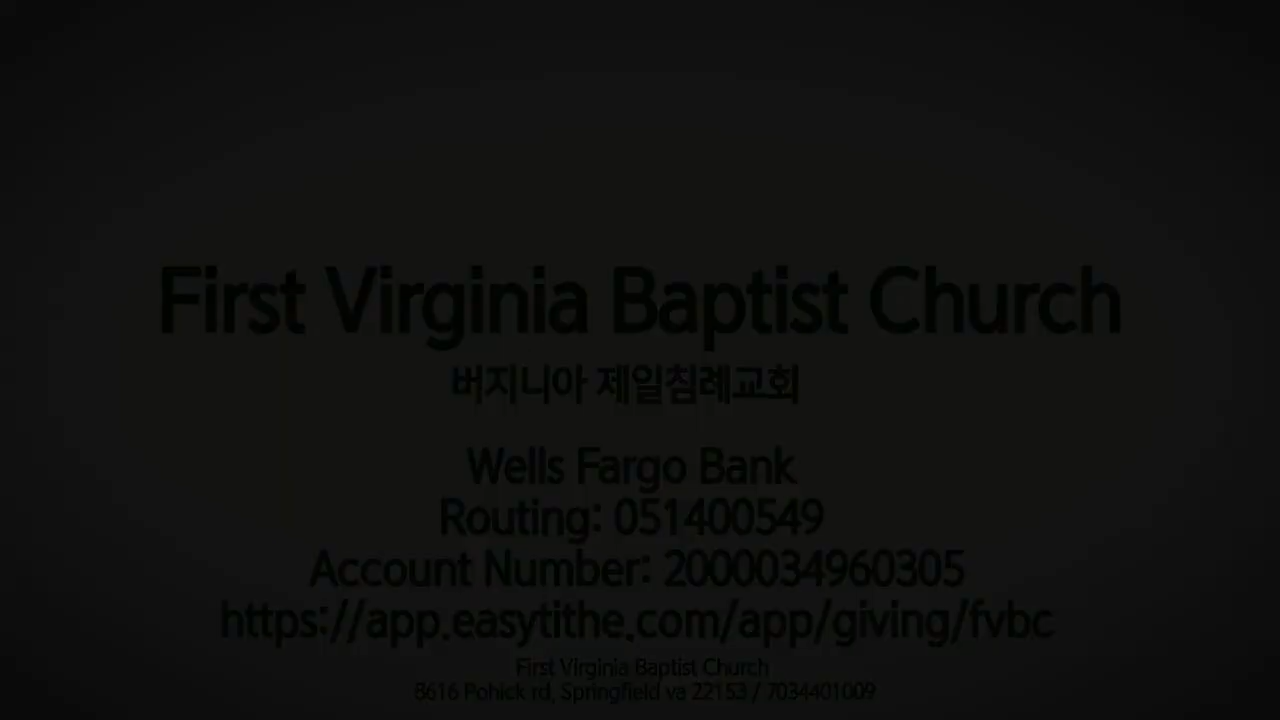 First Virginia Baptist Church
버지니아 제일침례교회
Wells Fargo Bank
Routing: 051400549
Account Number: 2000034960305
https://app.easytithe.com/app/giving/fvbc
First Virginia Baptist Church
8616 Pohick rd, Springfield va 22153 / 7034401009